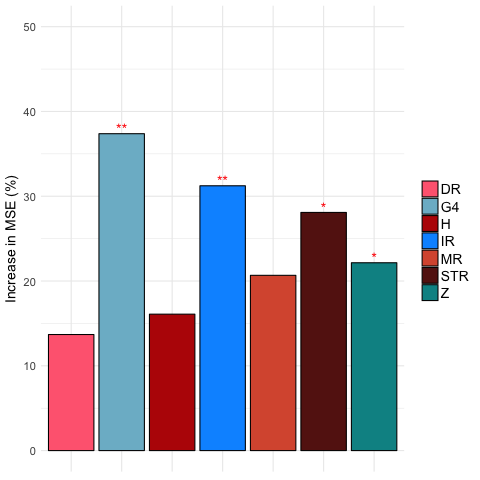 50
40
30
20
10
0
Increase in MSE (%)
**
**
*
*
DR
G4
H
IR
MR
STR
Z